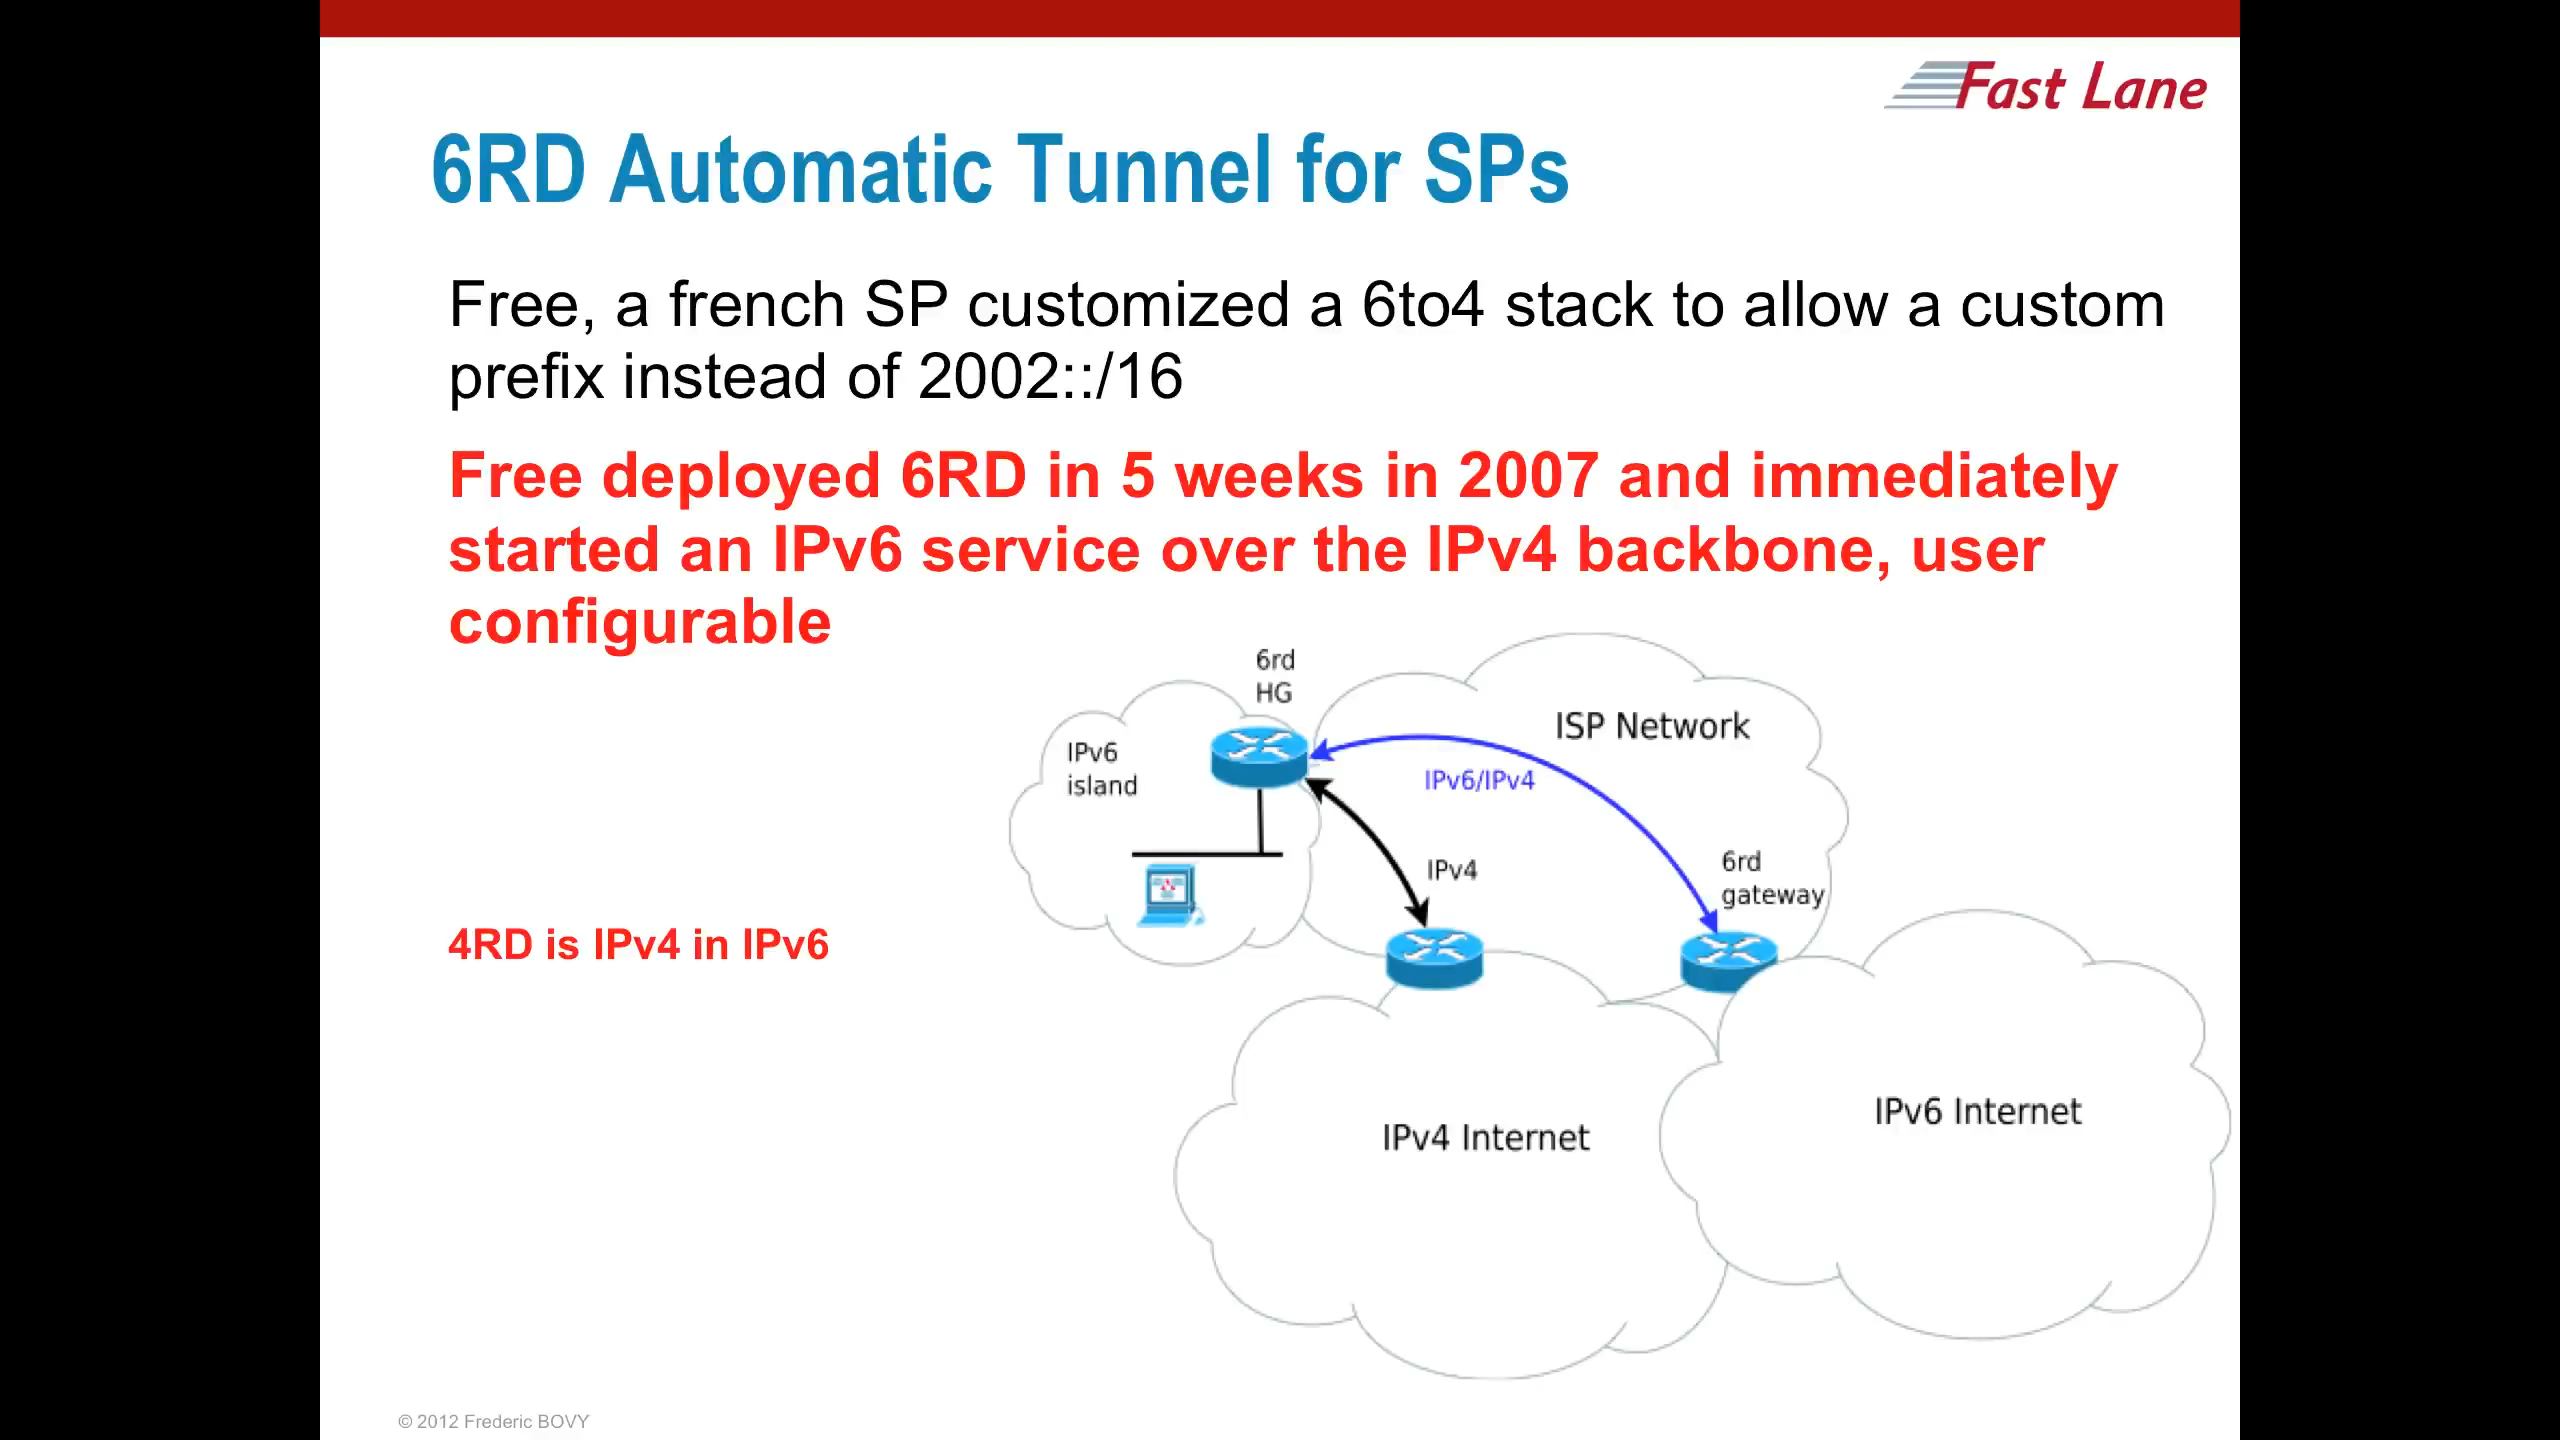 Fast Lane
6RD Automatic Tunnel for SPs
Free, a french SP customized a 6to4 stack to allow a custom
prefix instead of 2002::/16
Free deployed 6RD in 5 weeks in 2007 and immediately
started an IPv6 service over the IPv4 backbone, user
configurable
6rd
HG
ISP Network
IPv6
island
IPv6/IPv4
IPv4
6rd
gateway
4RD is IPv4 in IPv6
IPv4 Internet
IPv6 Internet
© 2012 Frederic BOVY